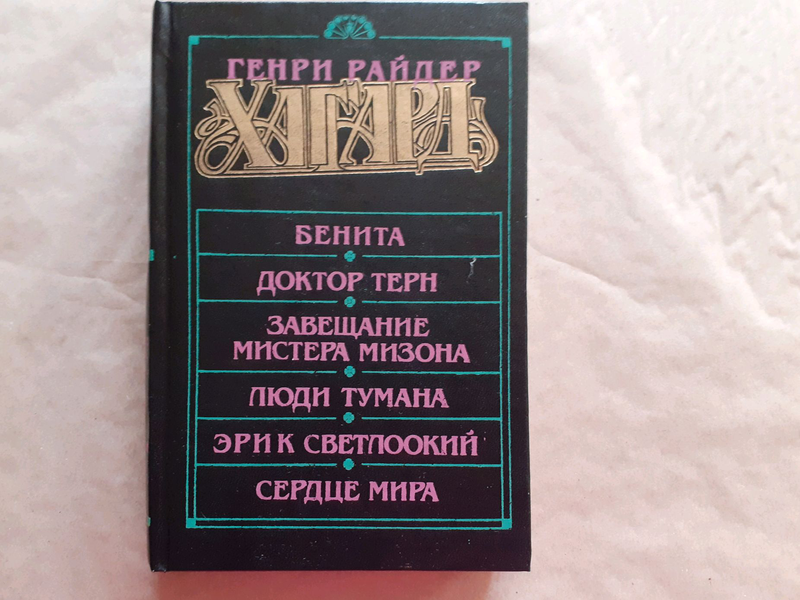 ГЕНРИ РАЙДЕР
ХАГГАРД
БЕНИТА
ДОКТОР ТЕРН
ЗАВЕЩАНИЕ
МИСТЕРА МИЗОНА
ЛЮДИ ТУМАНА
ЭРИК СВЕТЛООКИЙ
СЕРДЦЕ МИРА